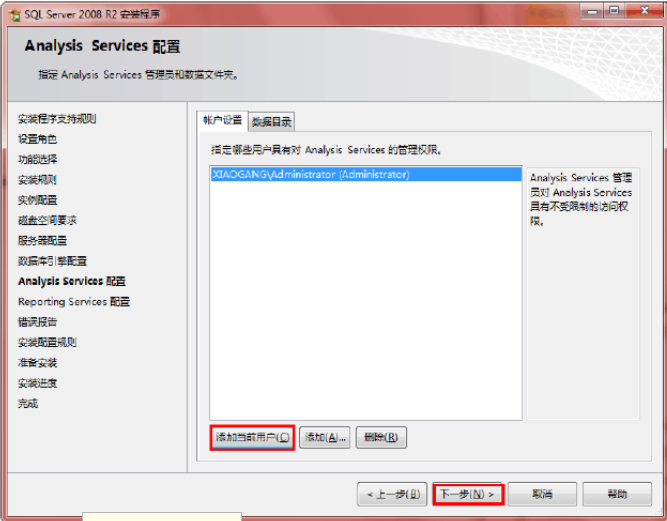 SQL Server 2008 R2 安装程序
Analysis Services 配置
指定 Analysis Services 管理员和数据文件夹。
安装程序支持规则
设置角色
功能选择
安装规则
实例配置
磁盘空间要求
服务器配置
数据库引擎配置
Analysis Services 配置
Reporting Services 配置
错误报告
安装配置规则
准备安装
安装进度
完成
帐户设置 数据目录
指定哪些用户具有对 Analysis Services 的管理权限。
XIAOGANG\Administrator (Administrator)
Analysis Services 管理
员对 Analysis Services
具有不受限制的访问权
限。
添加当前用户(C) 添加(A)... 删除(R)
< 上一步(B) 下一步(N) > 取消 帮助